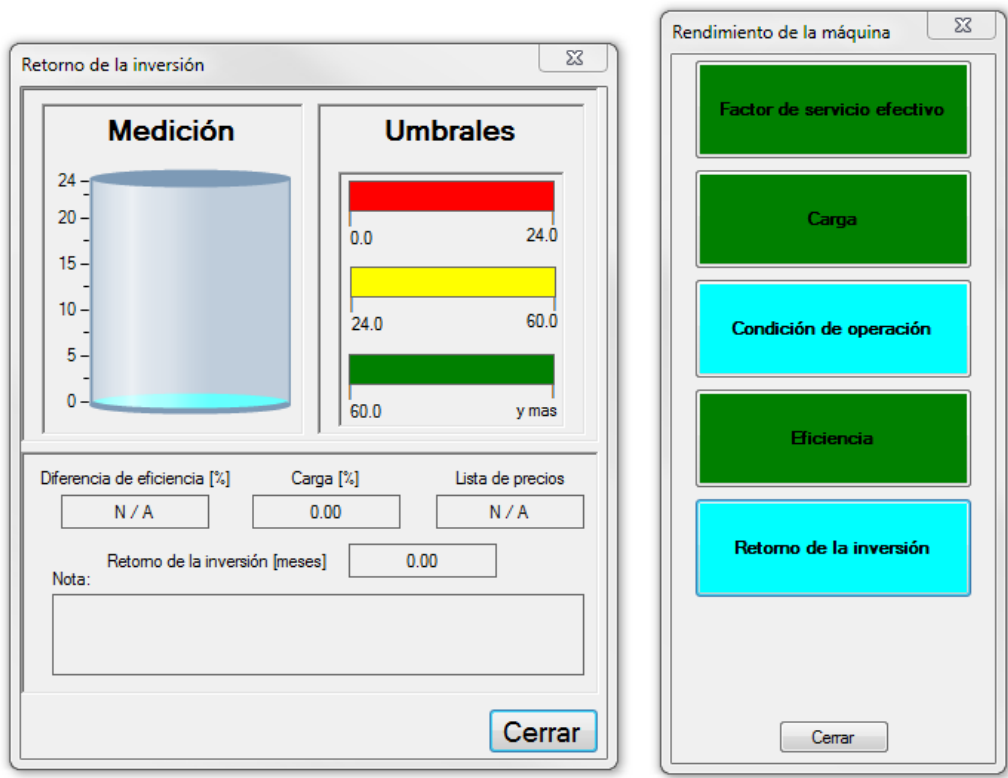 Retorno de la inversión
Medición
24
20
15
10
5
0
Umbrales
0.0 24.0
24.0 60.0
60.0 y mas
Diferencia de eficiencia [%] Carga [%] Lista de precios
N / A 0.00 N / A
Retorno de la inversión [meses] 0.00
Nota:
Cerrar
Rendimiento de la máquina
Factor de servicio efectivo
Carga
Condición de operación
Eficiencia
Retorno de la inversión
Cerrar